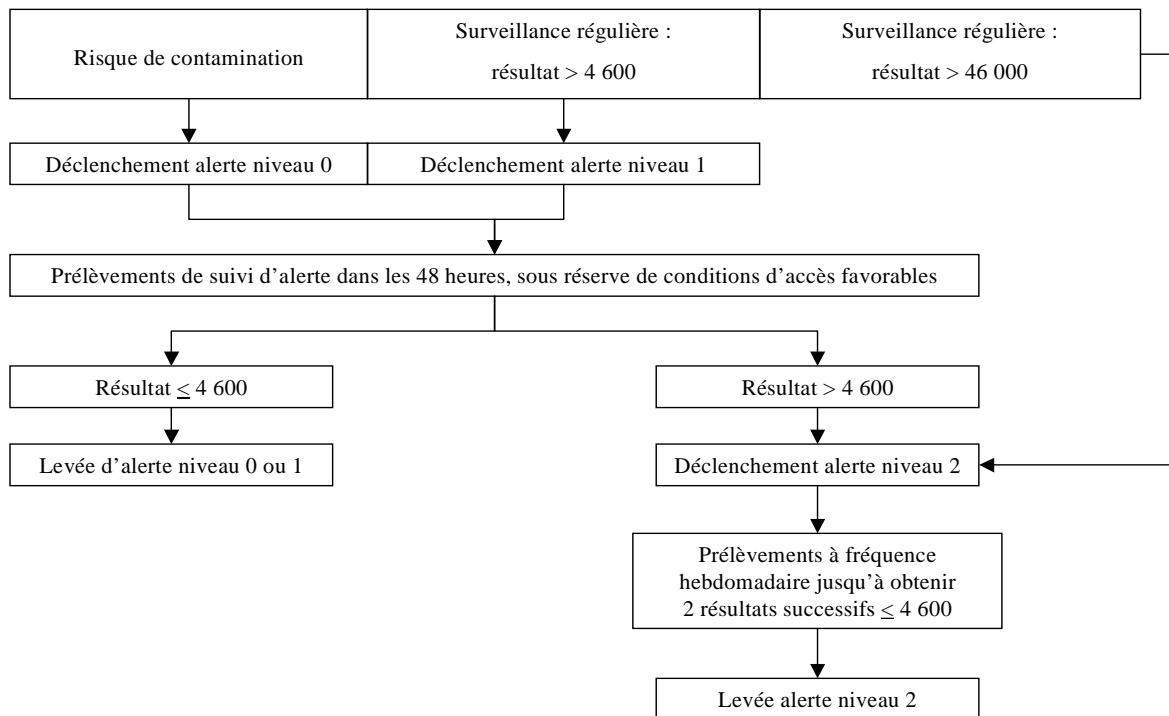 Risque de contamination
Surveillance régulière :
résultat > 4 600
Surveillance régulière :
résultat > 46 000
Déclenchement alerte niveau 0
Déclenchement alerte niveau 1
Prélèvements de suivi d’alerte dans les 48 heures, sous réserve de conditions d’accès favorables
Résultat ≤ 4 600
Résultat > 4 600
Levée d’alerte niveau 0 ou 1
Déclenchement alerte niveau 2
Prélèvements à fréquence
hebdomadaire jusqu’à obtenir
2 résultats successifs ≤ 4 600
Levée alerte niveau 2